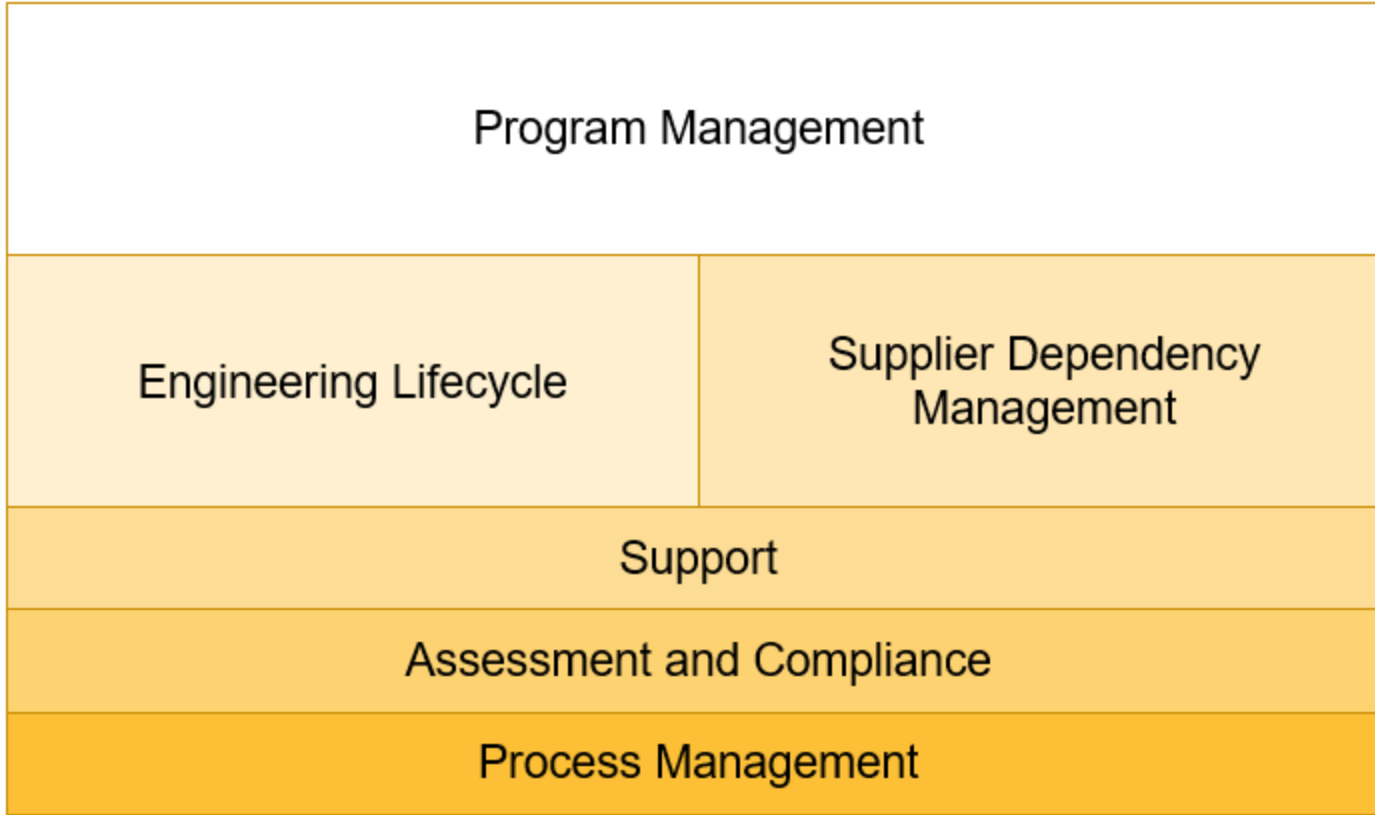 Program Management
Engineering Lifecycle
Supplier Dependency
Management
Support
Assessment and Compliance
Process Management